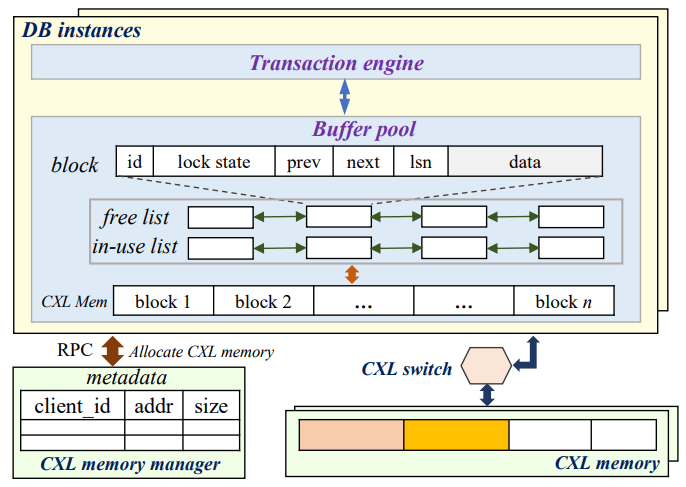 DB instances
Transaction engine
Buffer pool
block id lock state prev next lsn data
free list
in-use list
CXL Mem block 1 block 2 ... ... block n
RPC Allocate CXL memory
metadata
client_id addr size
CXL memory manager
CXL switch
CXL memory